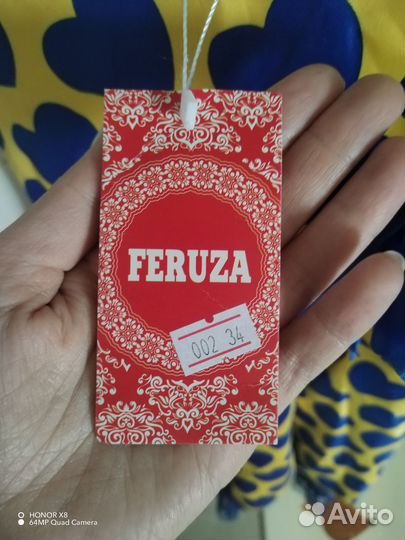 FERUZA
002 34
HONOR X8
64MP Quad Camera
Avito